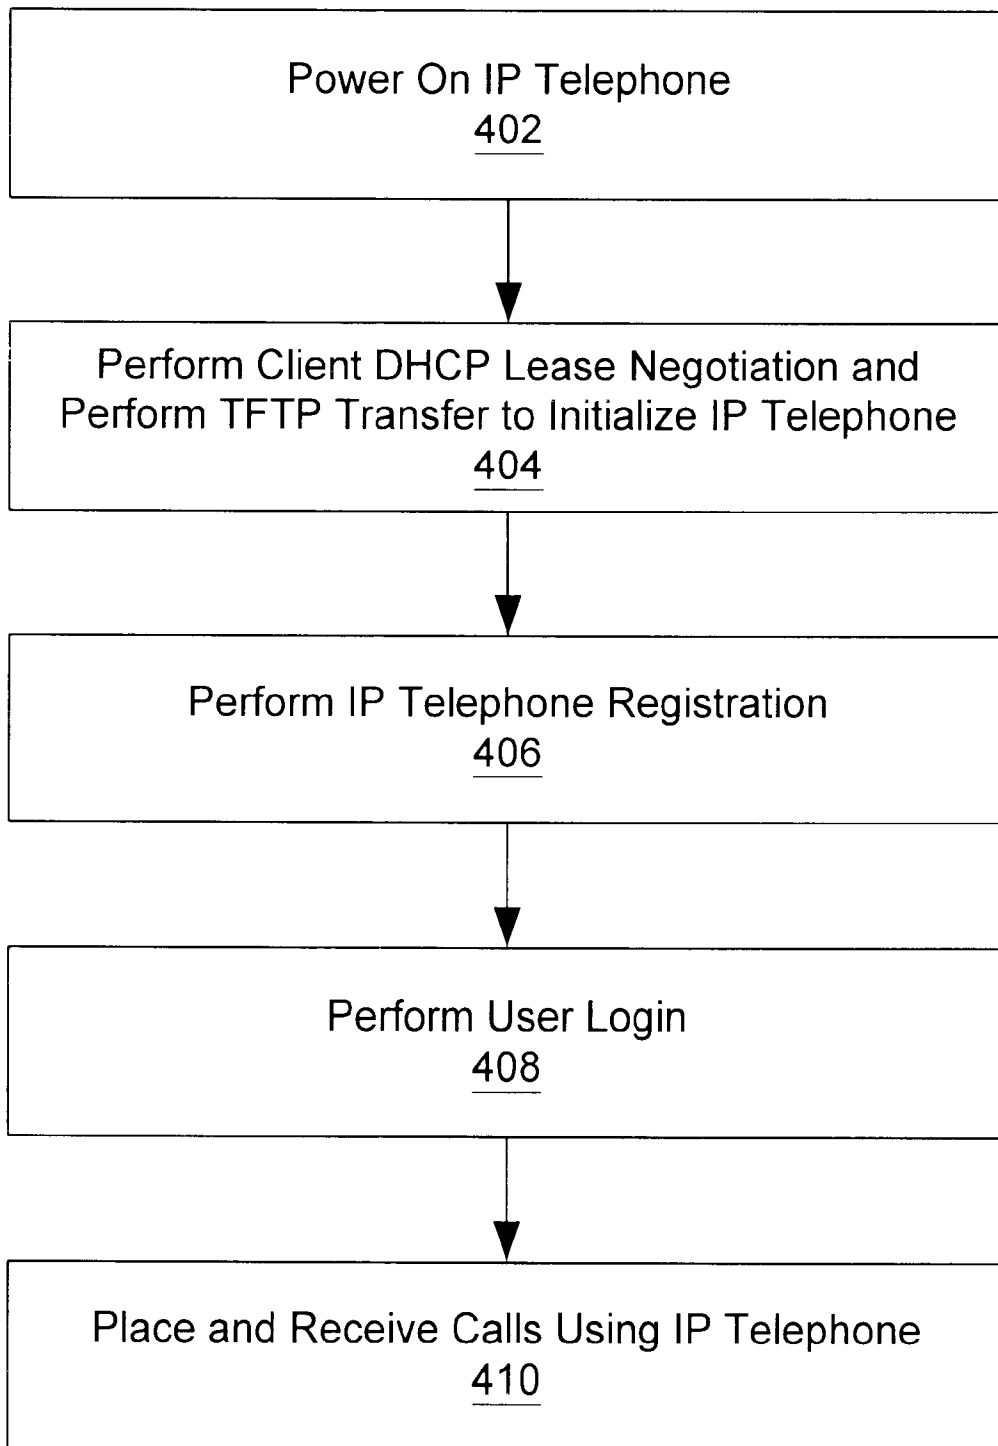 Power On IP Telephone
402
Perform Client DHCP Lease Negotiation and
Perform TFTP Transfer to Initialize IP Telephone
404
Perform IP Telephone Registration
406
Perform User Login
408
Place and Receive Calls Using IP Telephone
410